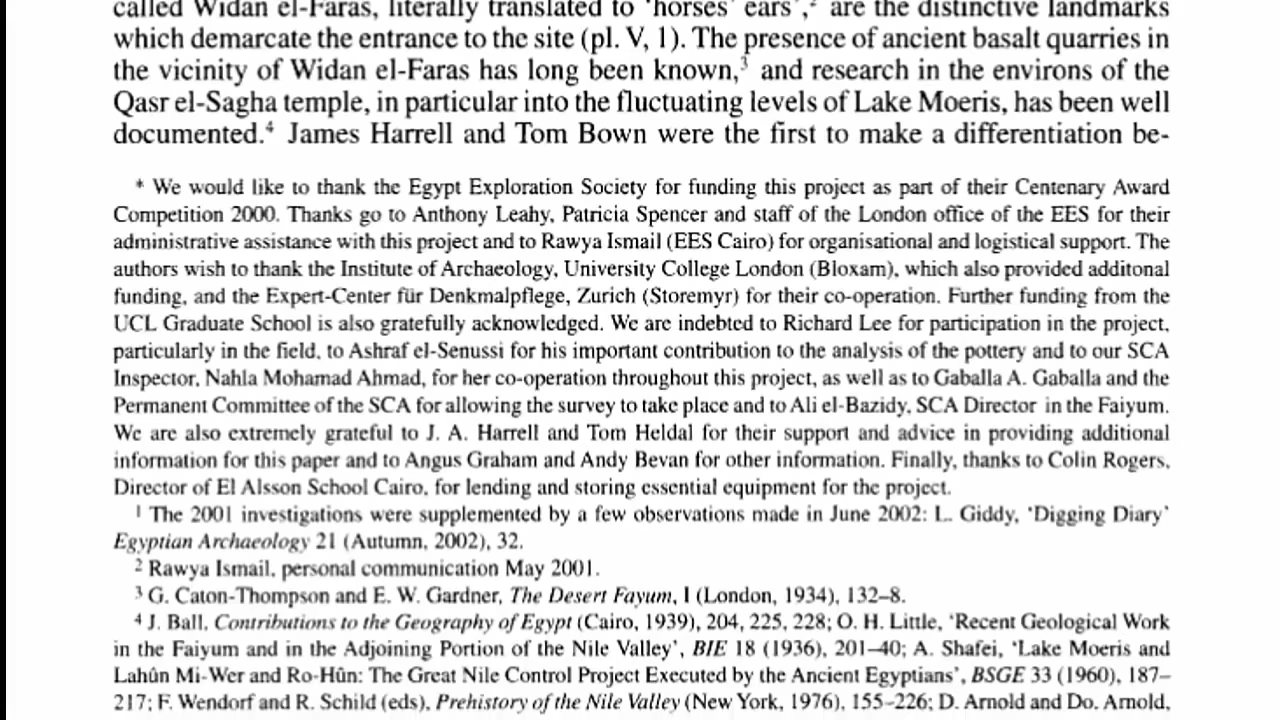 called Widan el-Faras, literally translated to ‘horses’ ears’,² are the distinctive landmarks
which demarcate the entrance to the site (pl. V, 1). The presence of ancient basalt quarries in
the vicinity of Widan el-Faras has long been known,³ and research in the environs of the
Qasr el-Sagha temple, in particular into the fluctuating levels of Lake Moeris, has been well
documented.⁴ James Harrell and Tom Bown were the first to make a differentiation be-
* We would like to thank the Egypt Exploration Society for funding this project as part of their Centenary Award
Competition 2000. Thanks go to Anthony Leahy, Patricia Spencer and staff of the London office of the EES for their
administrative assistance with this project and to Rawya Ismail (EES Cairo) for organisational and logistical support. The
authors wish to thank the Institute of Archaeology, University College London (Bloxam), which also provided additonal
funding, and the Expert-Center für Denkmalpflege, Zurich (Storemyr) for their co-operation. Further funding from the
UCL Graduate School is also gratefully acknowledged. We are indebted to Richard Lee for participation in the project,
particularly in the field, to Ashraf el-Senussi for his important contribution to the analysis of the pottery and to our SCA
Inspector, Nahla Mohamad Ahmad, for her co-operation throughout this project, as well as to Gaballa A. Gaballa and the
Permanent Committee of the SCA for allowing the survey to take place and to Ali el-Bazidy, SCA Director in the Faiyum.
We are also extremely grateful to J. A. Harrell and Tom Heldal for their support and advice in providing additional
information for this paper and to Angus Graham and Andy Bevan for other information. Finally, thanks to Colin Rogers,
Director of El Alsson School Cairo, for lending and storing essential equipment for the project.
¹ The 2001 investigations were supplemented by a few observations made in June 2002: L. Giddy, ‘Digging Diary’
Egyptian Archaeology 21 (Autumn, 2002), 32.
² Rawya Ismail, personal communication May 2001.
³ G. Caton-Thompson and E. W. Gardner, The Desert Fayum, I (London, 1934), 132–8.
⁴ J. Ball, Contributions to the Geography of Egypt (Cairo, 1939), 204, 225, 228; O. H. Little, ‘Recent Geological Work
in the Faiyum and in the Adjoining Portion of the Nile Valley’, BIE 18 (1936), 201–40; A. Shafei, ‘Lake Moeris and
Lahûn Mi-Wer and Ro-Hûn: The Great Nile Control Project Executed by the Ancient Egyptians’, BSGE 33 (1960), 187–
217; F. Wendorf and R. Schild (eds), Prehistory of the Nile Valley (New York, 1976), 155–226; D. Arnold and Do. Arnold,